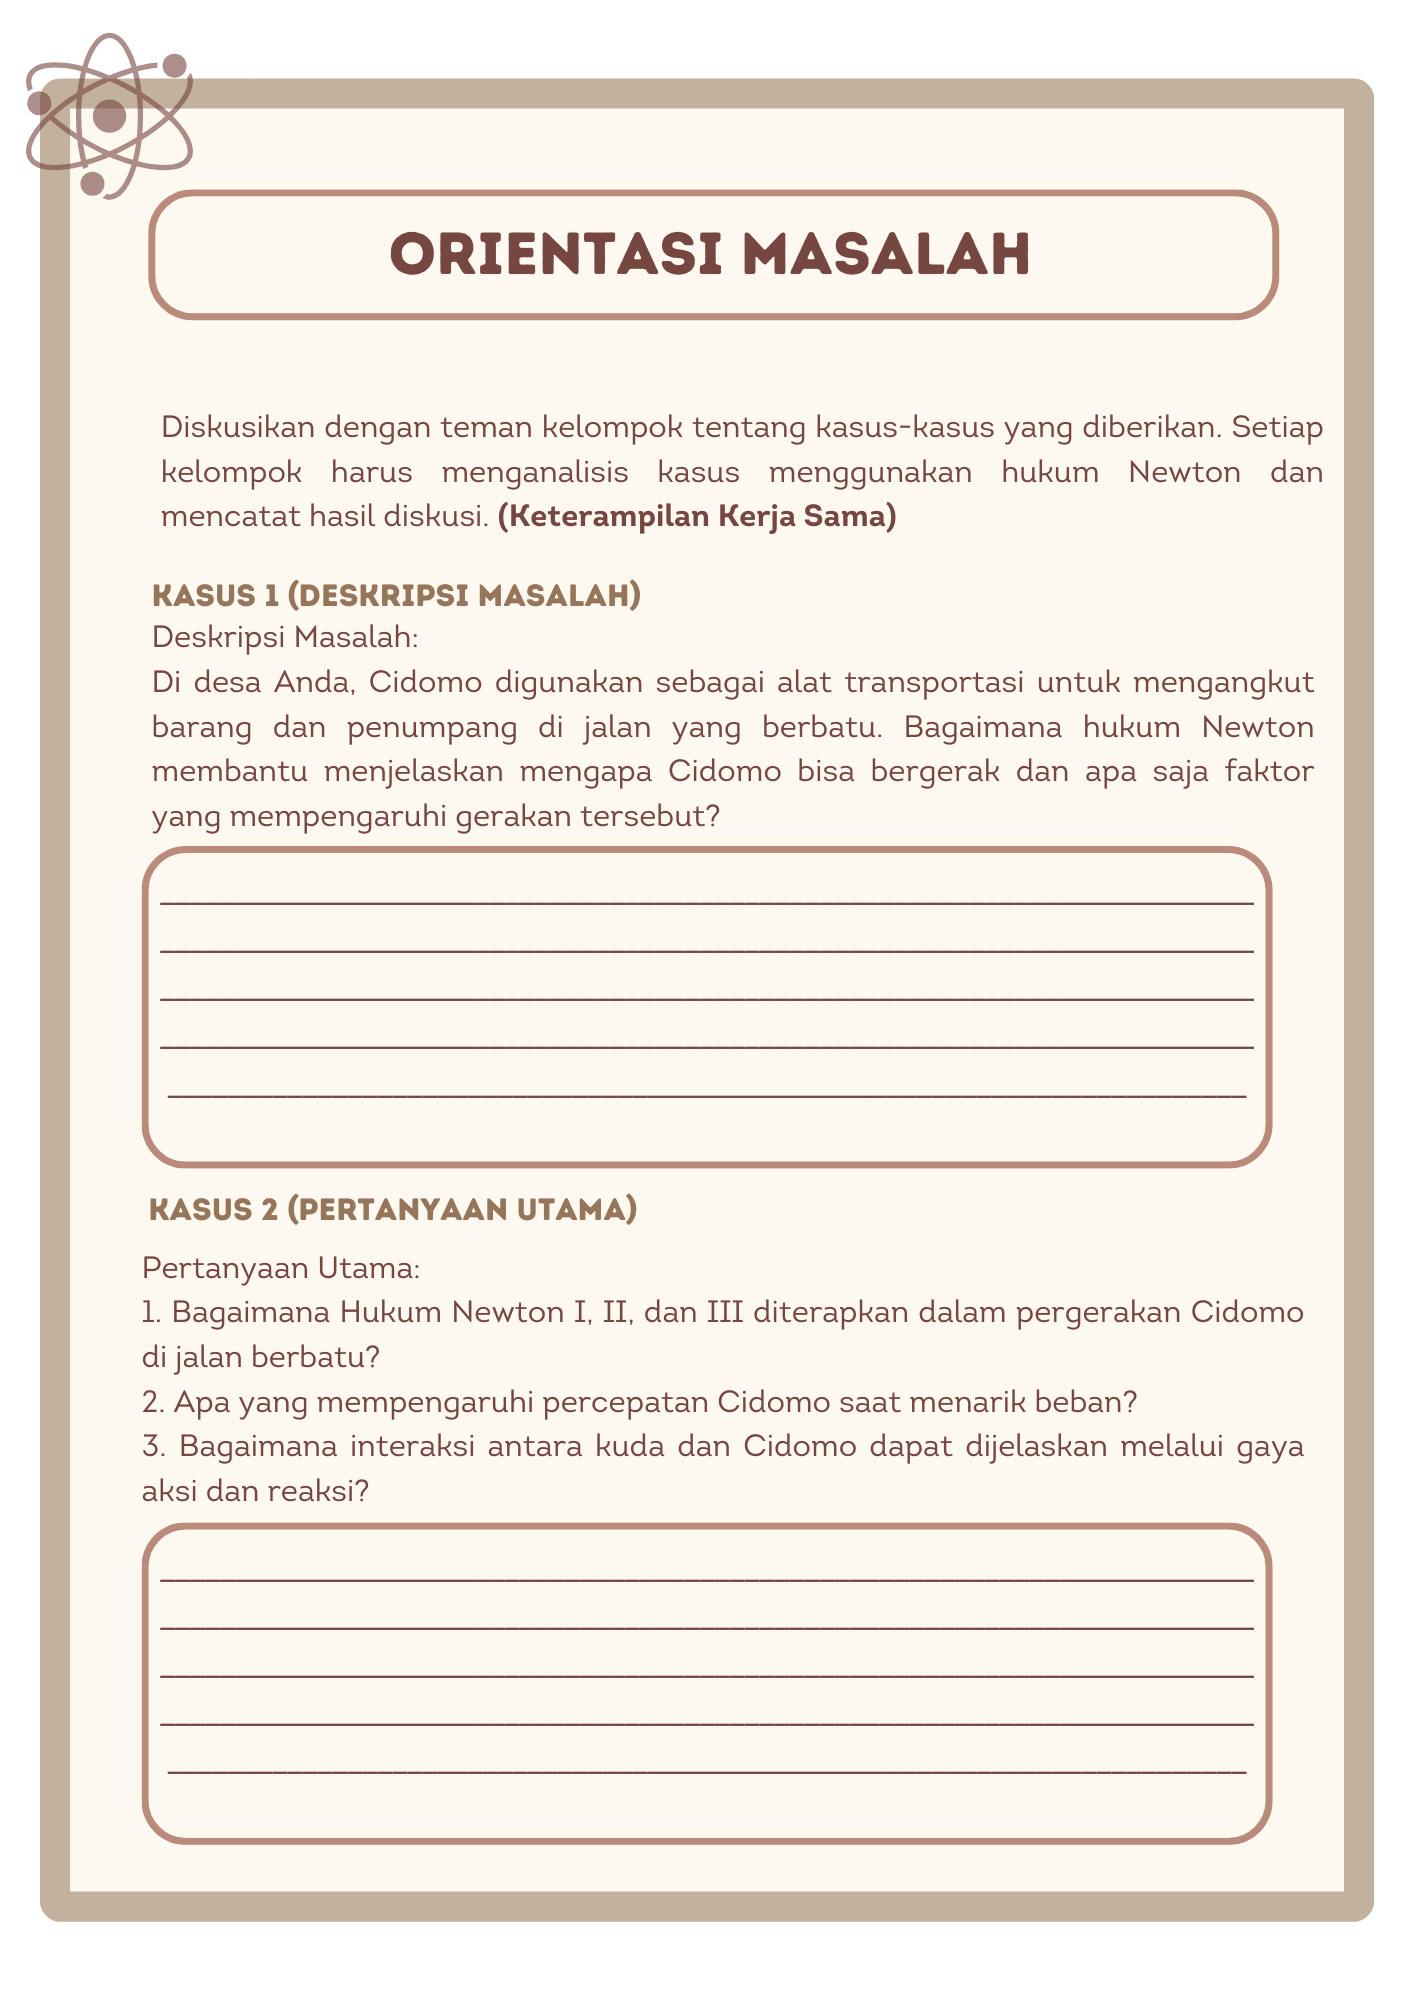 ORIENTASI MASALAH
Diskusikan dengan teman kelompok tentang kasus-kasus yang diberikan. Setiap
kelompok harus menganalisis kasus menggunakan hukum Newton dan
mencatat hasil diskusi. (Keterampilan Kerja Sama)
KASUS 1 (DESKRIPSI MASALAH)
Deskripsi Masalah:
Di desa Anda, Cidomo digunakan sebagai alat transportasi untuk mengangkut
barang dan penumpang di jalan yang berbatu. Bagaimana hukum Newton
membantu menjelaskan mengapa Cidomo bisa bergerak dan apa saja faktor
yang mempengaruhi gerakan tersebut?
KASUS 2 (PERTANYAAN UTAMA)
Pertanyaan Utama:
1. Bagaimana Hukum Newton I, II, dan III diterapkan dalam pergerakan Cidomo
di jalan berbatu?
2. Apa yang mempengaruhi percepatan Cidomo saat menarik beban?
3. Bagaimana interaksi antara kuda dan Cidomo dapat dijelaskan melalui gaya
aksi dan reaksi?